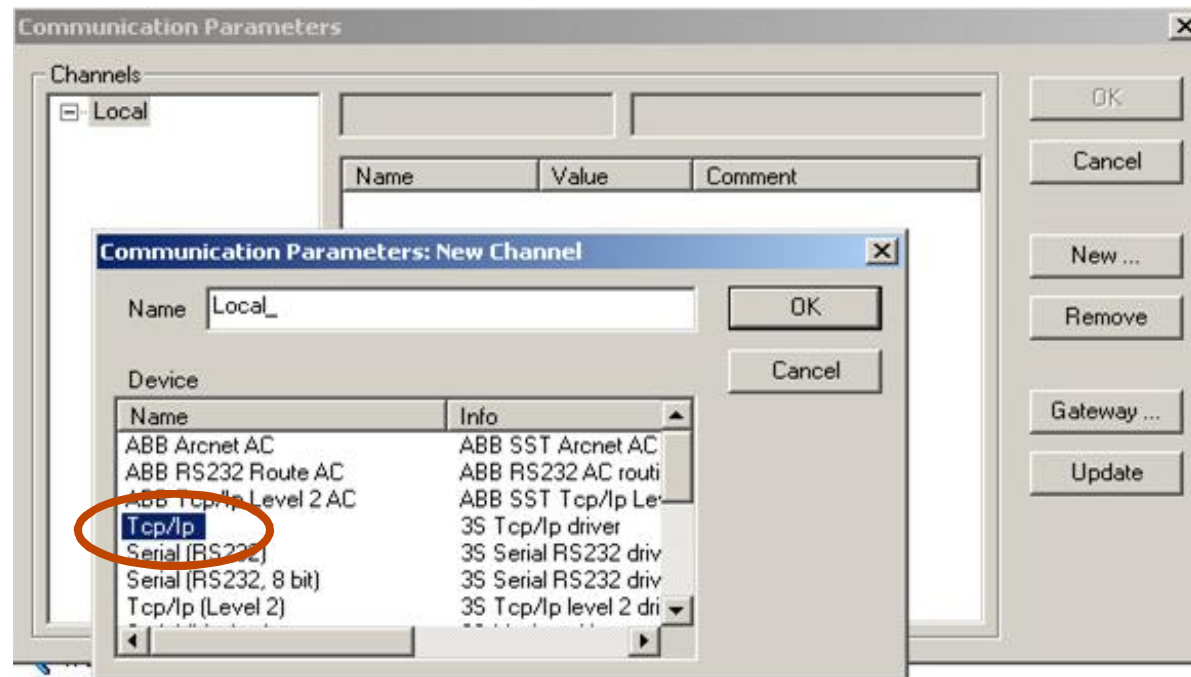 Communication Parameters
Channels
Local
OK
Name Value Comment
Cancel
Communication Parameters: New Channel
New ...
Name Local_ OK
Remove
Device
Cancel
Name Info
Gateway ...
ABB Arcnet AC ABB SST Arcnet AC
ABB RS232 Route AC ABB RS232 AC routi
ABB Tcp/Ip Level 2 AC ABB SST Tcp/Ip Le
Update
Tcp/Ip 3S Tcp/Ip driver
Serial (RS232) 3S Serial RS232 driv
Serial (RS232, 8 bit) 3S Serial RS232 driv
Tcp/Ip (Level 2) 3S Tcp/Ip level 2 dri